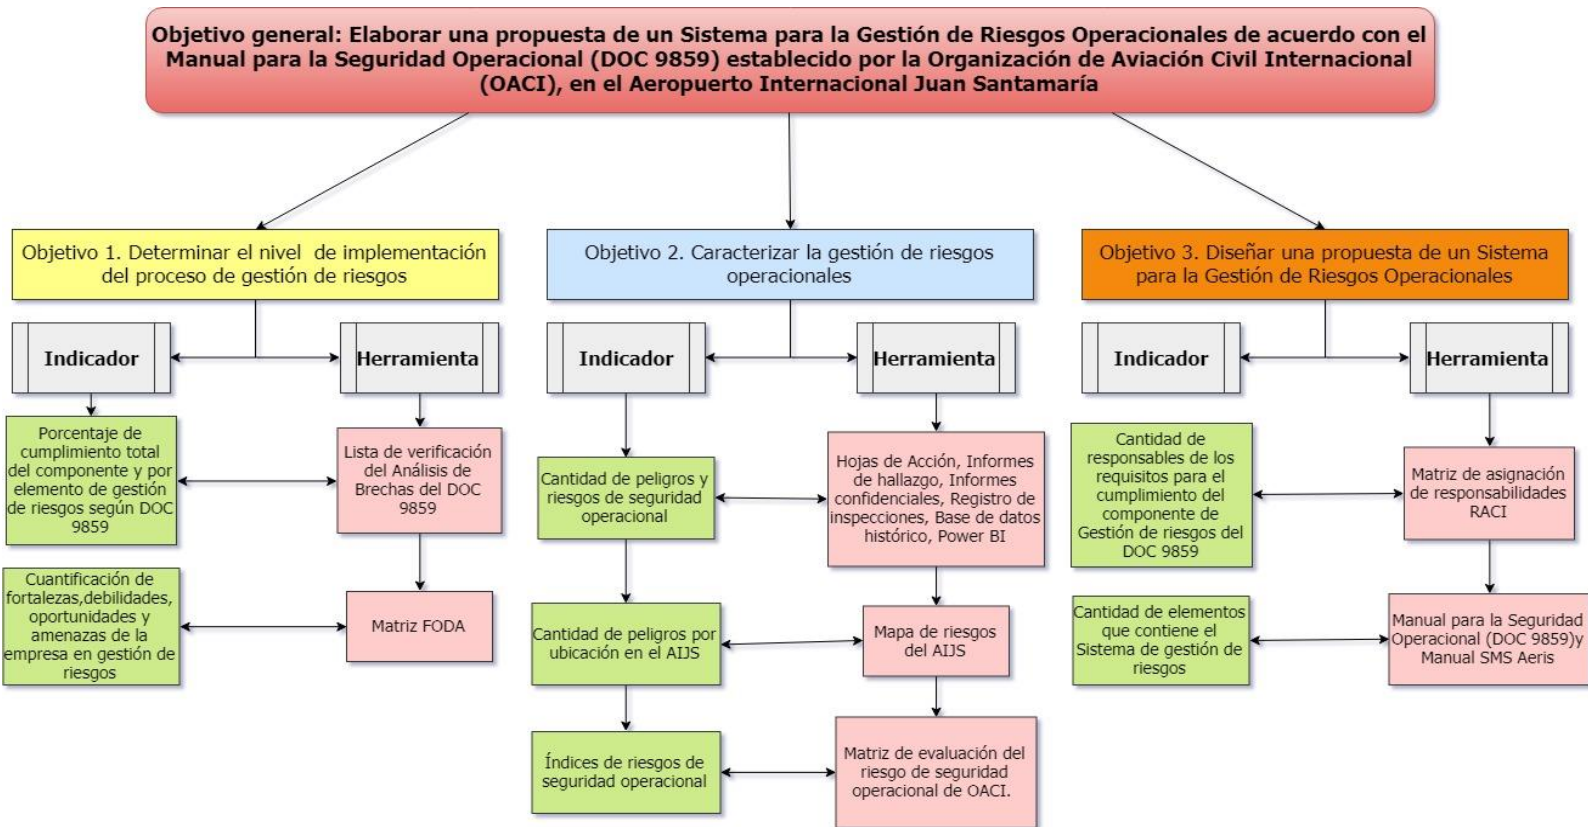 Objetivo general: Elaborar una propuesta de un Sistema para la Gestión de Riesgos Operacionales de acuerdo con el
Manual para la Seguridad Operacional (DOC 9859) establecido por la Organización de Aviación Civil Internacional
(OACI), en el Aeropuerto Internacional Juan Santamaría
Objetivo 1. Determinar el nivel de implementación
del proceso de gestión de riesgos
Indicador
Herramienta
Porcentaje de
cumplimiento total
del componente y por
elemento de gestión
de riesgos según DOC
9859
Lista de verificación
del Análisis de
Brechas del DOC
9859
Cuantificación de
fortalezas,debilidades,
oportunidades y
amenazas de la
empresa en gestión de
riesgos
Matriz FODA
Objetivo 2. Caracterizar la gestión de riesgos
operacionales
Indicador
Herramienta
Cantidad de peligros y
riesgos de seguridad
operacional
Hojas de Acción, Informes
de hallazgo, Informes
confidenciales, Registro de
inspecciones, Base de datos
histórico, Power BI
Cantidad de peligros por
ubicación en el AIJS
Mapa de riesgos
del AIJS
Índices de riesgos de
seguridad operacional
Matriz de evaluación del
riesgo de seguridad
operacional de OACI.
Objetivo 3. Diseñar una propuesta de un Sistema
para la Gestión de Riesgos Operacionales
Indicador
Herramienta
Cantidad de
responsables de los
requisitos para el
cumplimiento del
componente de
Gestión de riesgos del
DOC 9859
Matriz de asignación
de responsabilidades
RACI
Cantidad de elementos
que contiene el
Sistema de gestión de
riesgos
Manual para la Seguridad
Operacional (DOC 9859)y
Manual SMS Aeris